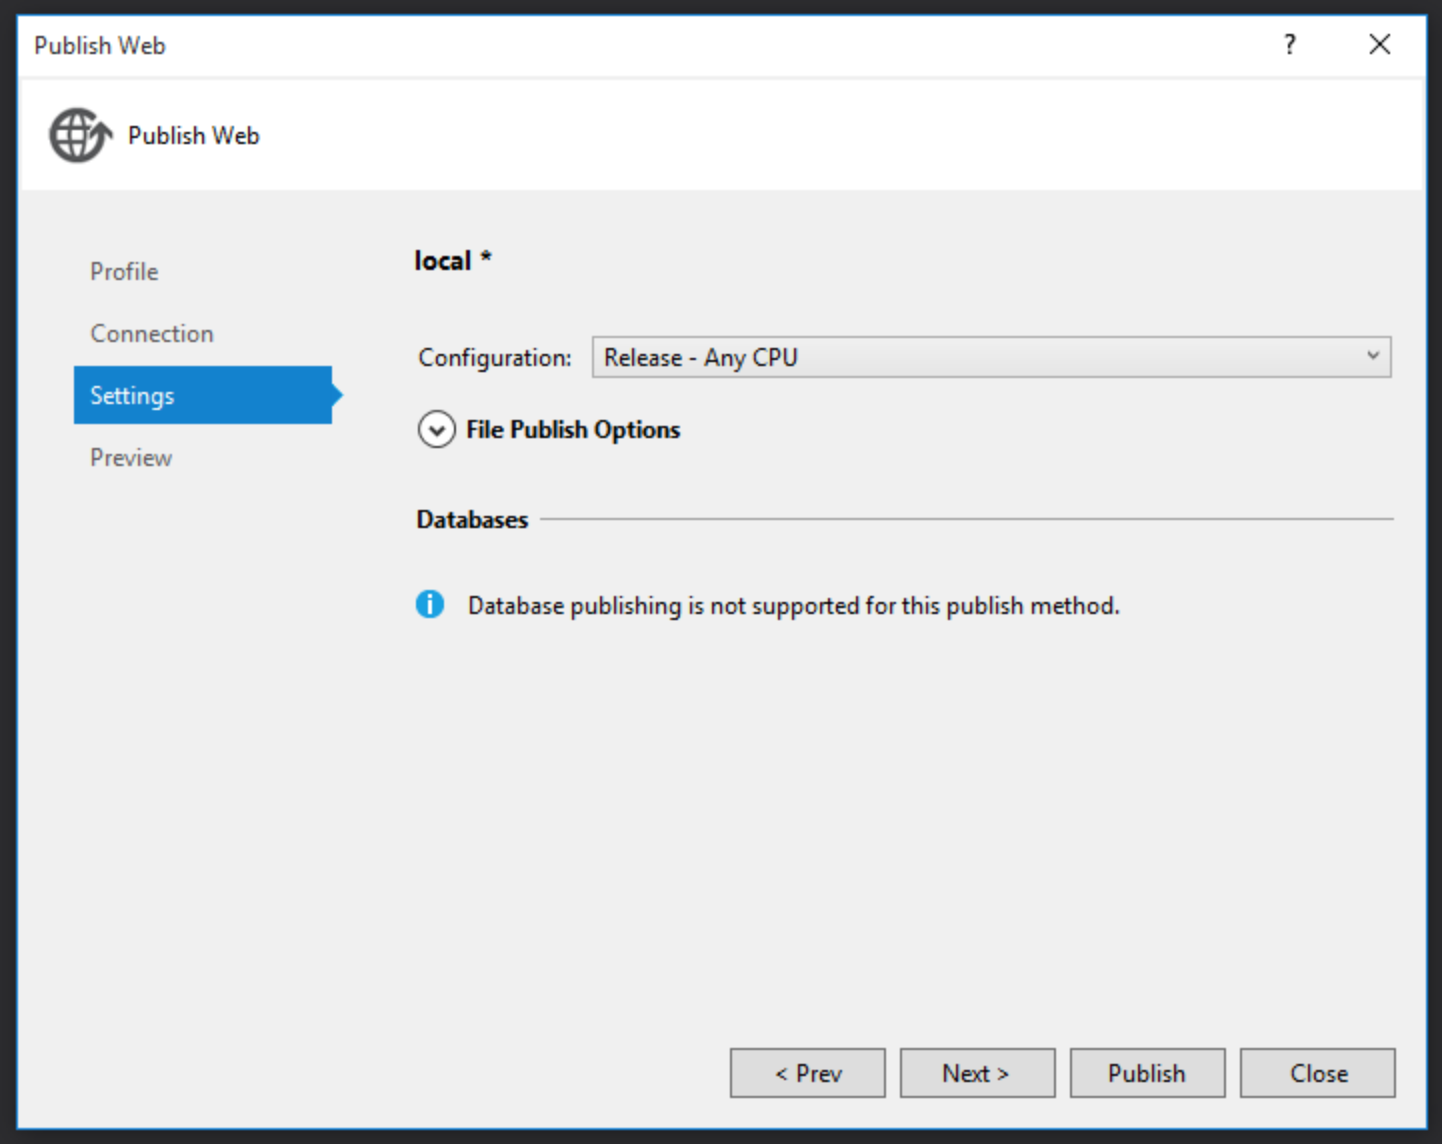 Publish Web
?
Publish Web
Profile
Connection
Settings
Preview
local *
Configuration: Release - Any CPU
File Publish Options
Databases
Database publishing is not supported for this publish method.
< Prev Next > Publish Close